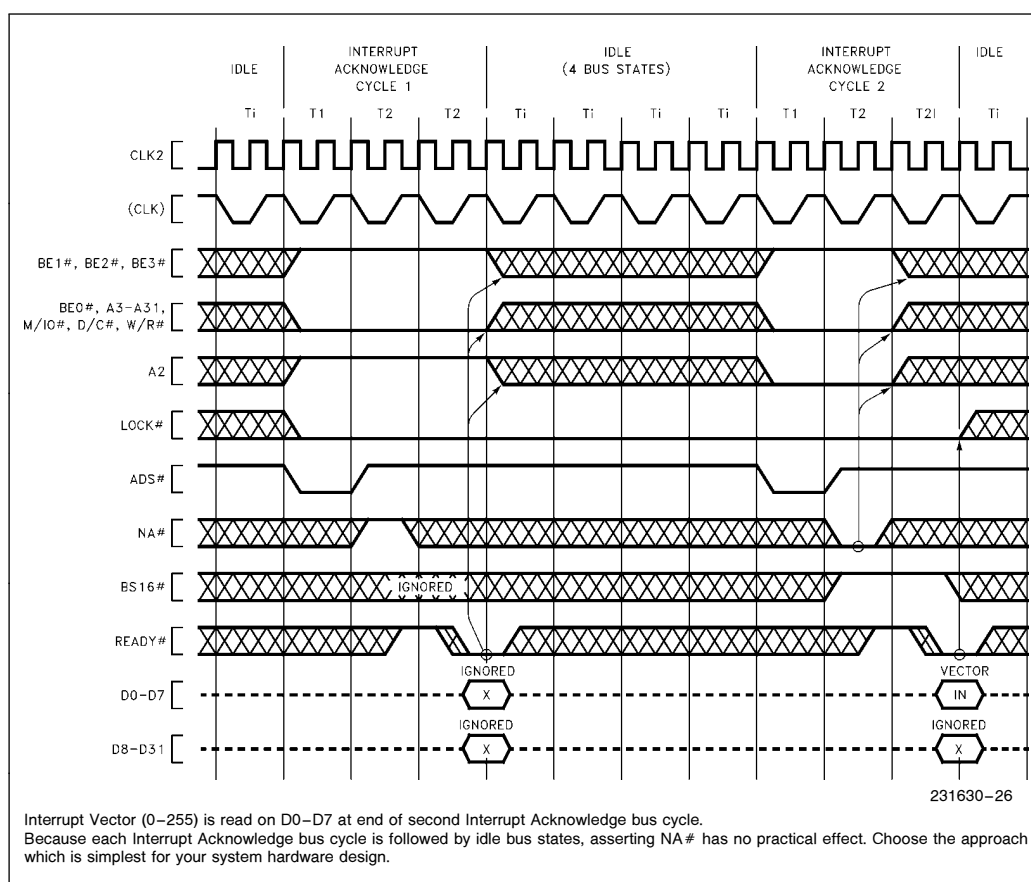 IDLE
INTERRUPT
ACKNOWLEDGE
CYCLE 1
IDLE
(4 BUS STATES)
INTERRUPT
ACKNOWLEDGE
CYCLE 2
IDLE
Ti T1 T2 T2 Ti Ti Ti Ti T1 T2 T2I Ti
CLK2
(CLK)
BE1#, BE2#, BE3#
BE0#, A3-A31,
M/IO#, D/C#, W/R#
A2
LOCK#
ADS#
NA#
BS16#
IGNORED
READY#
IGNORED
VECTOR
D0-D7
X
IN
IGNORED
IGNORED
D8-D31
X
X
231630-26
Interrupt Vector (0–255) is read on D0–D7 at end of second Interrupt Acknowledge bus cycle.
Because each Interrupt Acknowledge bus cycle is followed by idle bus states, asserting NA# has no practical effect. Choose the approach
which is simplest for your system hardware design.